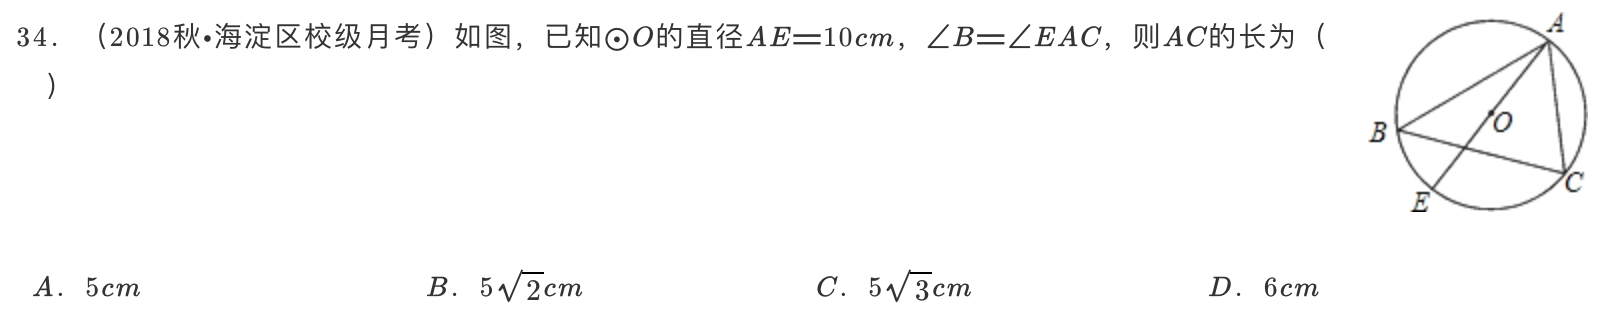 34. （2018秋•海淀区校级月考）如图，已知⊙O的直径AE=10cm，∠B=∠EAC，则AC的长为（
）
A
B
O
C
E
A. 5cm B. 5√2cm C. 5√3cm D. 6cm